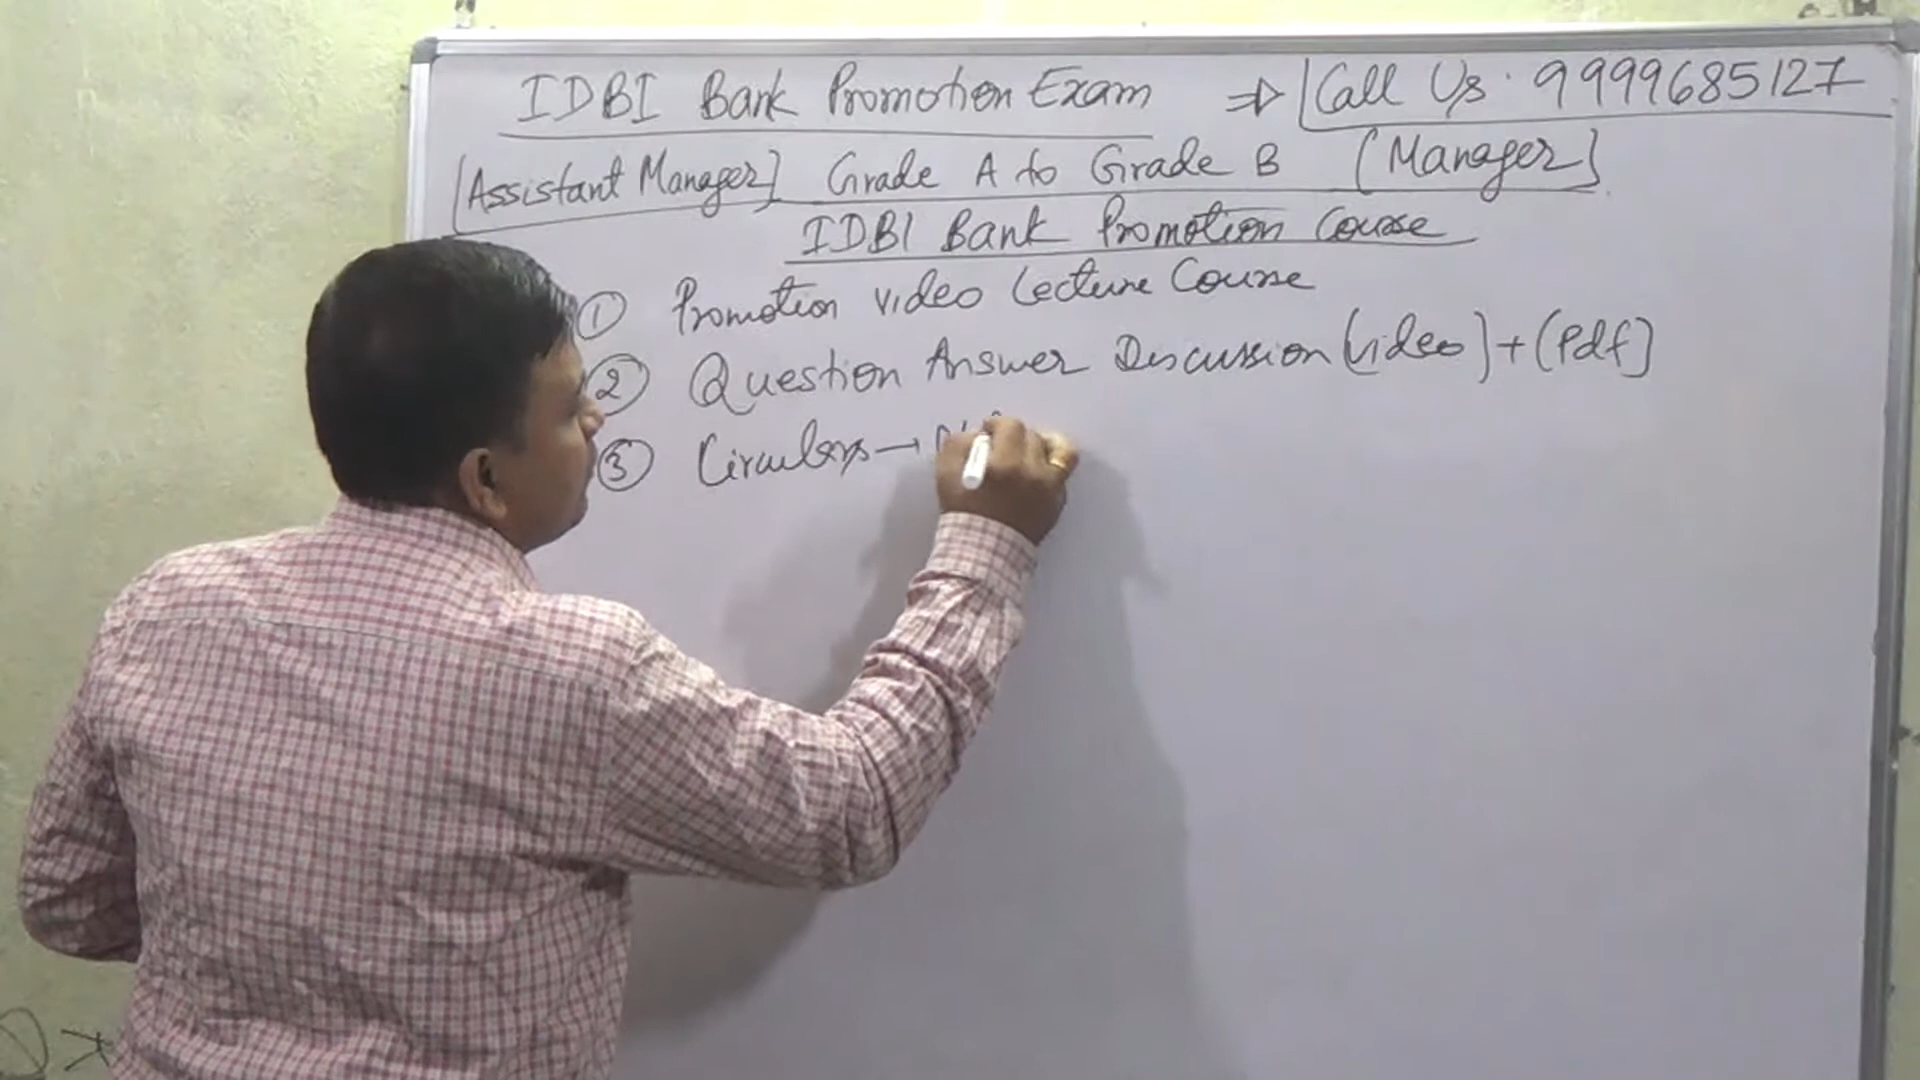 IDBI Bank Promotion Exam ⇒ Call Us. 9999685127
[Assistant Manager] Grade A to Grade B [Manager]
IDBI Bank Promotion Course
① Promotion video Lecture Course
② Question Answer Discussion (video) + (Pdf]
③ Circulars →